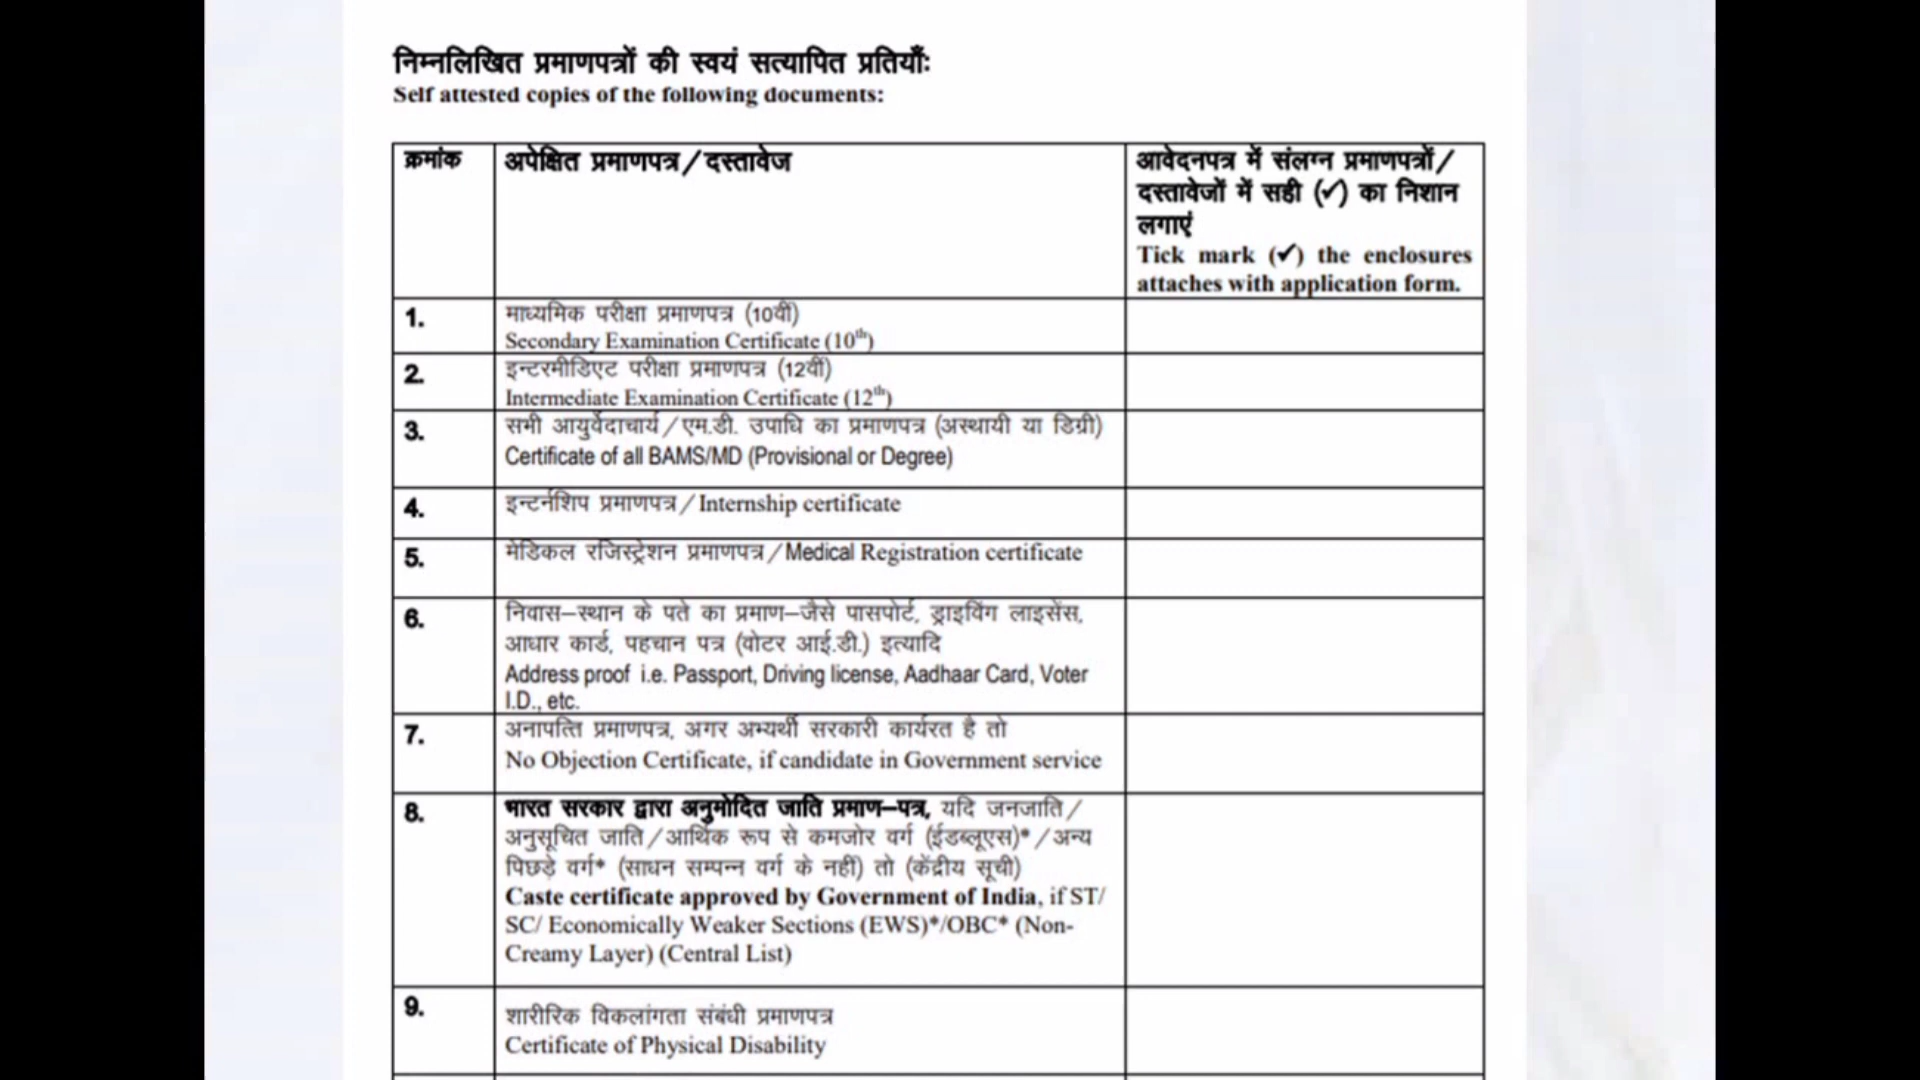 निम्नलिखित प्रमाणपत्रों की स्वयं सत्यापित प्रतियाँः
Self attested copies of the following documents:
क्रमांक
अपेक्षित प्रमाणपत्र/दस्तावेज
आवेदनपत्र में संलग्न प्रमाणपत्रों/
दस्तावेजों में सही (✓) का निशान
लगाएं
Tick mark (✓) the enclosures
attaches with application form.
1.
माध्यमिक परीक्षा प्रमाणपत्र (10वीं)
Secondary Examination Certificate (10th)
2.
इन्टरमीडिएट परीक्षा प्रमाणपत्र (12वीं)
Intermediate Examination Certificate (12th)
3.
सभी आयुर्वेदाचार्य/एम.डी. उपाधि का प्रमाणपत्र (अस्थायी या डिग्री)
Certificate of all BAMS/MD (Provisional or Degree)
4.
इन्टर्नशिप प्रमाणपत्र/Internship certificate
5.
मेडिकल रजिस्ट्रेशन प्रमाणपत्र/Medical Registration certificate
6.
निवास–स्थान के पते का प्रमाण–जैसे पासपोर्ट, ड्राइविंग लाइसेंस,
आधार कार्ड, पहचान पत्र (वोटर आई.डी.) इत्यादि
Address proof i.e. Passport, Driving license, Aadhaar Card, Voter
I.D., etc.
7.
अनापत्ति प्रमाणपत्र, अगर अभ्यर्थी सरकारी कार्यरत है तो
No Objection Certificate, if candidate in Government service
8.
भारत सरकार द्वारा अनुमोदित जाति प्रमाण–पत्र, यदि जनजाति/
अनुसूचित जाति/आर्थिक रूप से कमजोर वर्ग (ईडब्लूएस)*/अन्य
पिछड़े वर्ग* (साधन सम्पन्न वर्ग के नहीं) तो (केंद्रीय सूची)
Caste certificate approved by Government of India, if ST/
SC/ Economically Weaker Sections (EWS)*/OBC* (Non-
Creamy Layer) (Central List)
9.
शारीरिक विकलांगता संबंधी प्रमाणपत्र
Certificate of Physical Disability